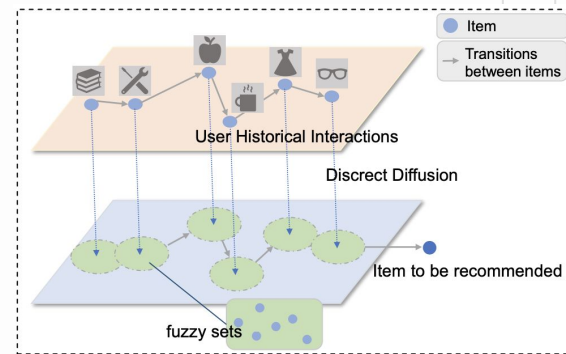 Item
Transitions
between items
User Historical Interactions
Discrect Diffusion
Item to be recommended
fuzzy sets